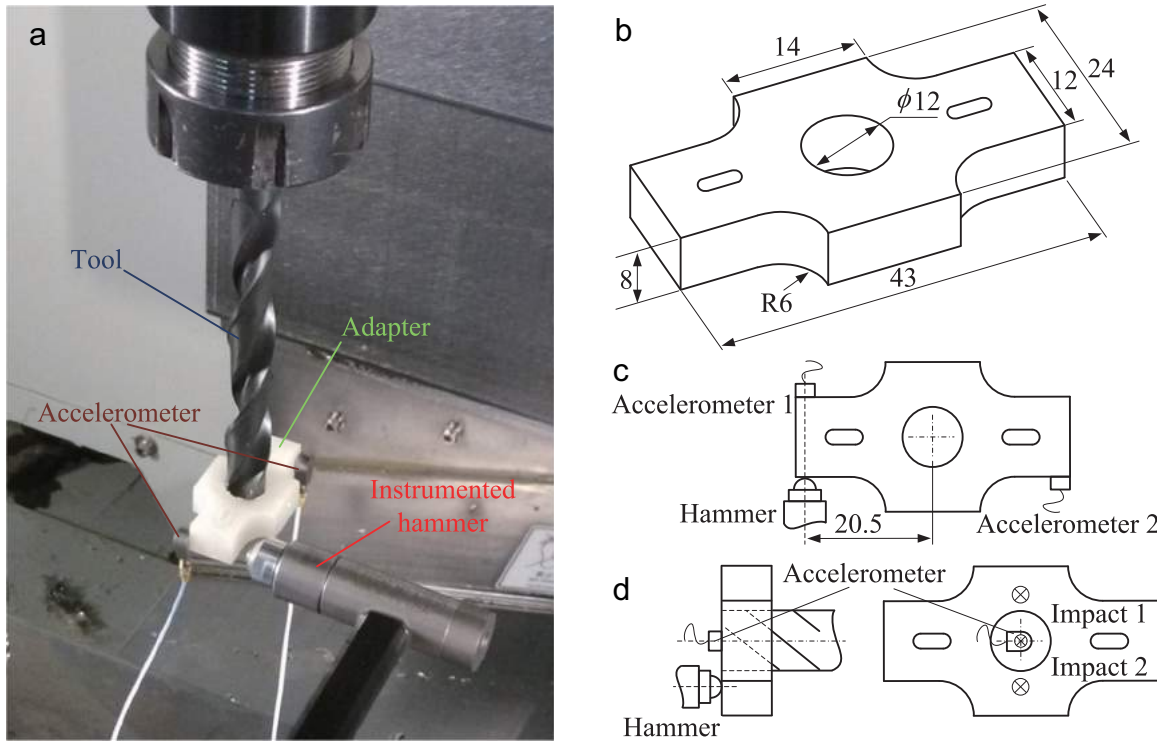 a
Tool
Adapter
Accelerometer
Instrumented
hammer
b
14
24
12
ϕ12
8
43
R6
c
Accelerometer 1
Hammer
20.5
Accelerometer 2
d
Accelerometer
Impact 1
Impact 2
Hammer